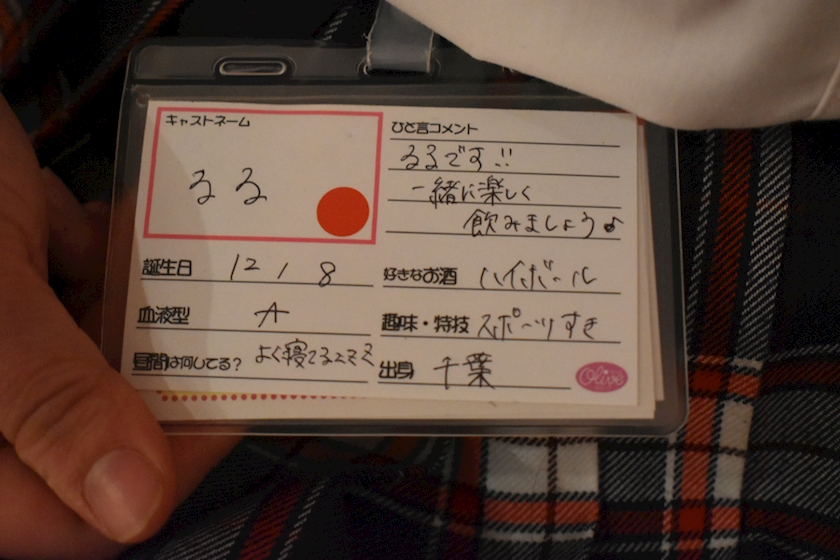 キャストネーム
るる
ひと言コメント
るるです!!
一緒に楽しく
飲みましょう♪
誕生日 12 / 8
好きなお酒 ハイボール
血液型 A
趣味・特技 スポーツすき
昼間は何してる? よく寝てる
出身 千葉
Olive